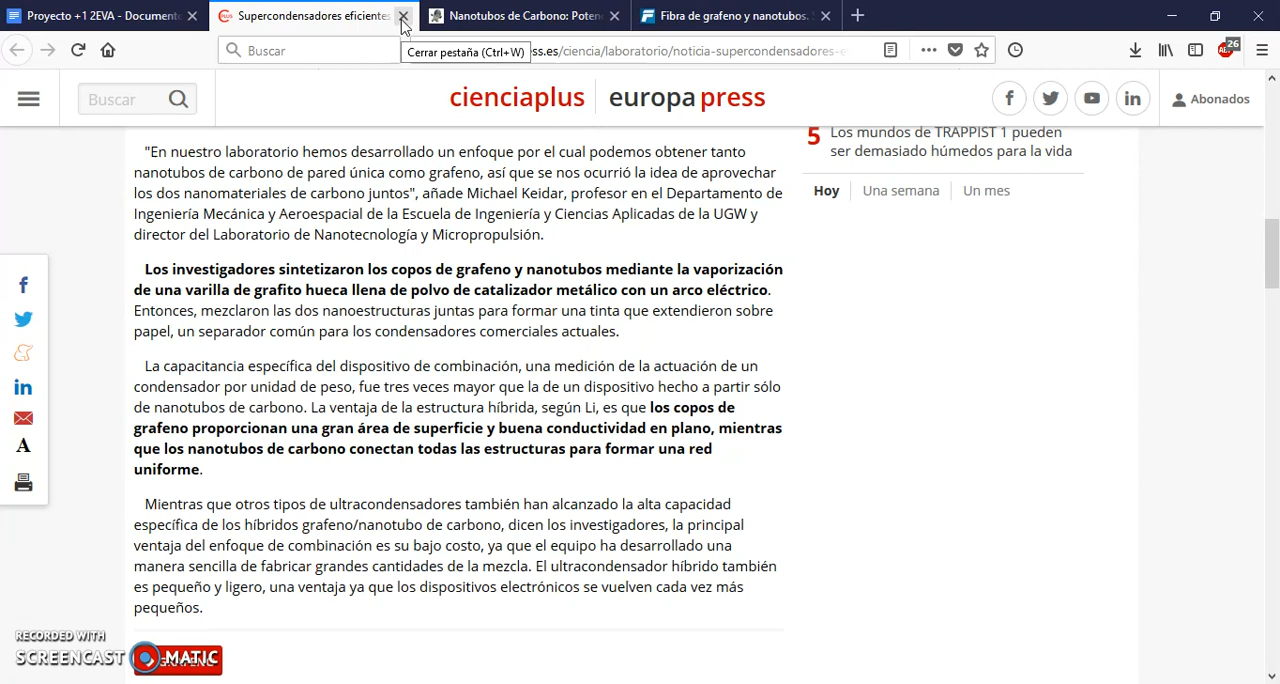 Proyecto +1 2EVA - Document
Supercondensadores eficientes
Nanotubos de Carbono: Poten
Fibra de grafeno y nanotubos.
Buscar
Cerrar pestaña (Ctrl+W)
ss.es/ciencia/laboratorio/noticia-supercondensadores-e
26
Buscar
cienciaplus
europapress
Abonados
5 Los mundos de TRAPPIST 1 pueden
ser demasiado húmedos para la vida
Hoy
Una semana
Un mes
"En nuestro laboratorio hemos desarrollado un enfoque por el cual podemos obtener tanto
nanotubos de carbono de pared única como grafeno, así que se nos ocurrió la idea de aprovechar
los dos nanomateriales de carbono juntos", añade Michael Keidar, profesor en el Departamento de
Ingeniería Mecánica y Aeroespacial de la Escuela de Ingeniería y Ciencias Aplicadas de la UGW y
director del Laboratorio de Nanotecnología y Micropropulsión.
Los investigadores sintetizaron los copos de grafeno y nanotubos mediante la vaporización
de una varilla de grafito hueca llena de polvo de catalizador metálico con un arco eléctrico.
Entonces, mezclaron las dos nanoestructuras juntas para formar una tinta que extendieron sobre
papel, un separador común para los condensadores comerciales actuales.
La capacitancia específica del dispositivo de combinación, una medición de la actuación de un
condensador por unidad de peso, fue tres veces mayor que la de un dispositivo hecho a partir sólo
de nanotubos de carbono. La ventaja de la estructura híbrida, según Li, es que los copos de
grafeno proporcionan una gran área de superficie y buena conductividad en plano, mientras
que los nanotubos de carbono conectan todas las estructuras para formar una red
uniforme.
Mientras que otros tipos de ultracondensadores también han alcanzado la alta capacidad
específica de los híbridos grafeno/nanotubo de carbono, dicen los investigadores, la principal
ventaja del enfoque de combinación es su bajo costo, ya que el equipo ha desarrollado una
manera sencilla de fabricar grandes cantidades de la mezcla. El ultracondensador híbrido también
es pequeño y ligero, una ventaja ya que los dispositivos electrónicos se vuelven cada vez más
pequeños.
A
RECORDED WITH
SCREENCAST MATIC